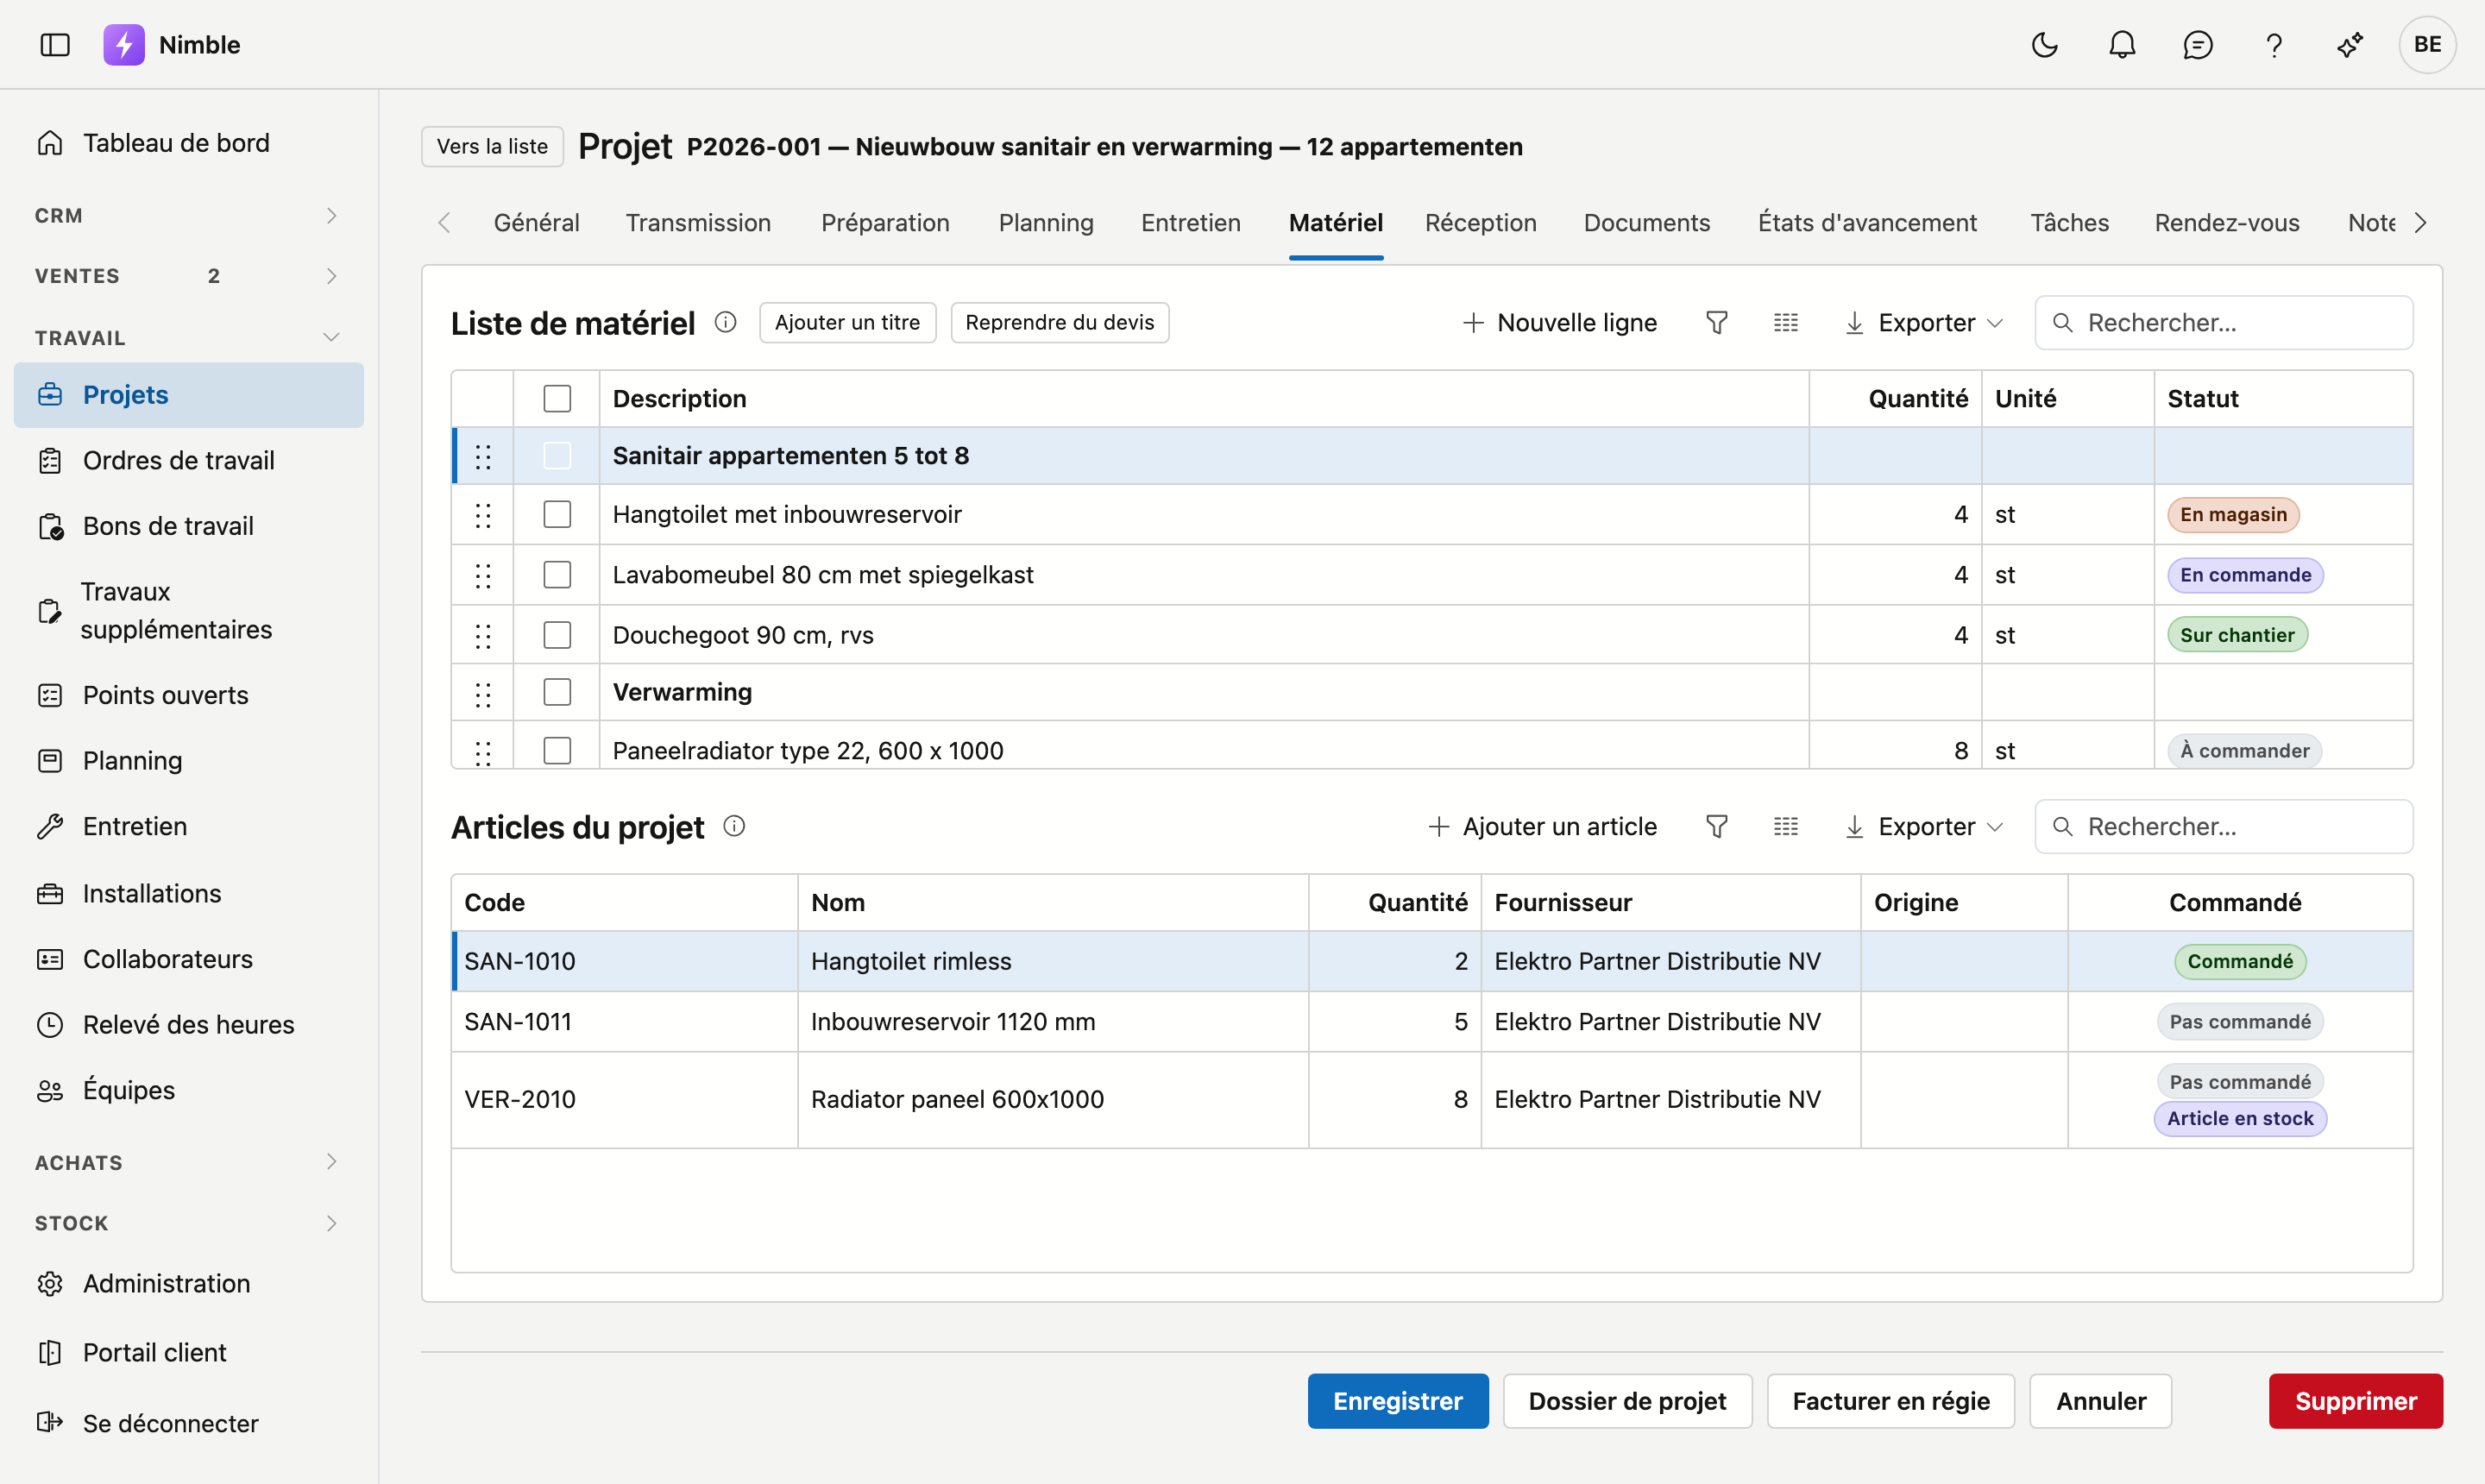 Nimble
BE
Tableau de bord
CRM
VENTES 2
TRAVAIL
Projets
Ordres de travail
Bons de travail
Travaux
supplémentaires
Points ouverts
Planning
Entretien
Installations
Collaborateurs
Relevé des heures
Équipes
ACHATS
STOCK
Administration
Portail client
Se déconnecter
Vers la liste Projet P2026-001 — Nieuwbouw sanitair en verwarming — 12 appartementen
Général Transmission Préparation Planning Entretien Matériel Réception Documents États d'avancement Tâches Rendez-vous Note
Liste de matériel Ajouter un titre Reprendre du devis Nouvelle ligne Exporter Rechercher...
Description Quantité Unité Statut
Sanitair appartementen 5 tot 8
Hangtoilet met inbouwreservoir 4 st En magasin
Lavabomeubel 80 cm met spiegelkast 4 st En commande
Douchegoot 90 cm, rvs 4 st Sur chantier
Verwarming
Paneelradiator type 22, 600 x 1000 8 st À commander
Articles du projet Ajouter un article Exporter Rechercher...
Code Nom Quantité Fournisseur Origine Commandé
SAN-1010 Hangtoilet rimless 2 Elektro Partner Distributie NV Commandé
SAN-1011 Inbouwreservoir 1120 mm 5 Elektro Partner Distributie NV Pas commandé
VER-2010 Radiator paneel 600x1000 8 Elektro Partner Distributie NV Pas commandé
Article en stock
Enregistrer Dossier de projet Facturer en régie Annuler Supprimer